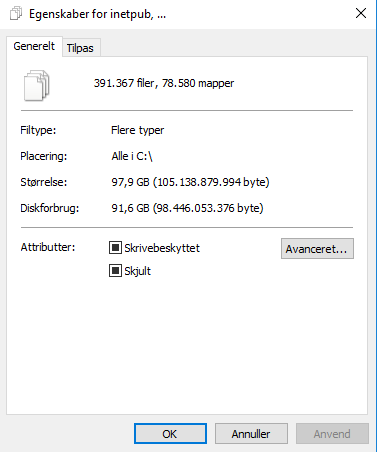 Egenskaber for inetpub, ...
Generelt Tilpas
391.367 filer, 78.580 mapper
Filtype: Flere typer
Placering: Alle i C:\
Størrelse: 97,9 GB (105.138.879.994 byte)
Diskforbrug: 91,6 GB (98.446.053.376 byte)
Attributter: Skrivebeskyttet Avanceret...
Skjult
OK Annuller Anvend